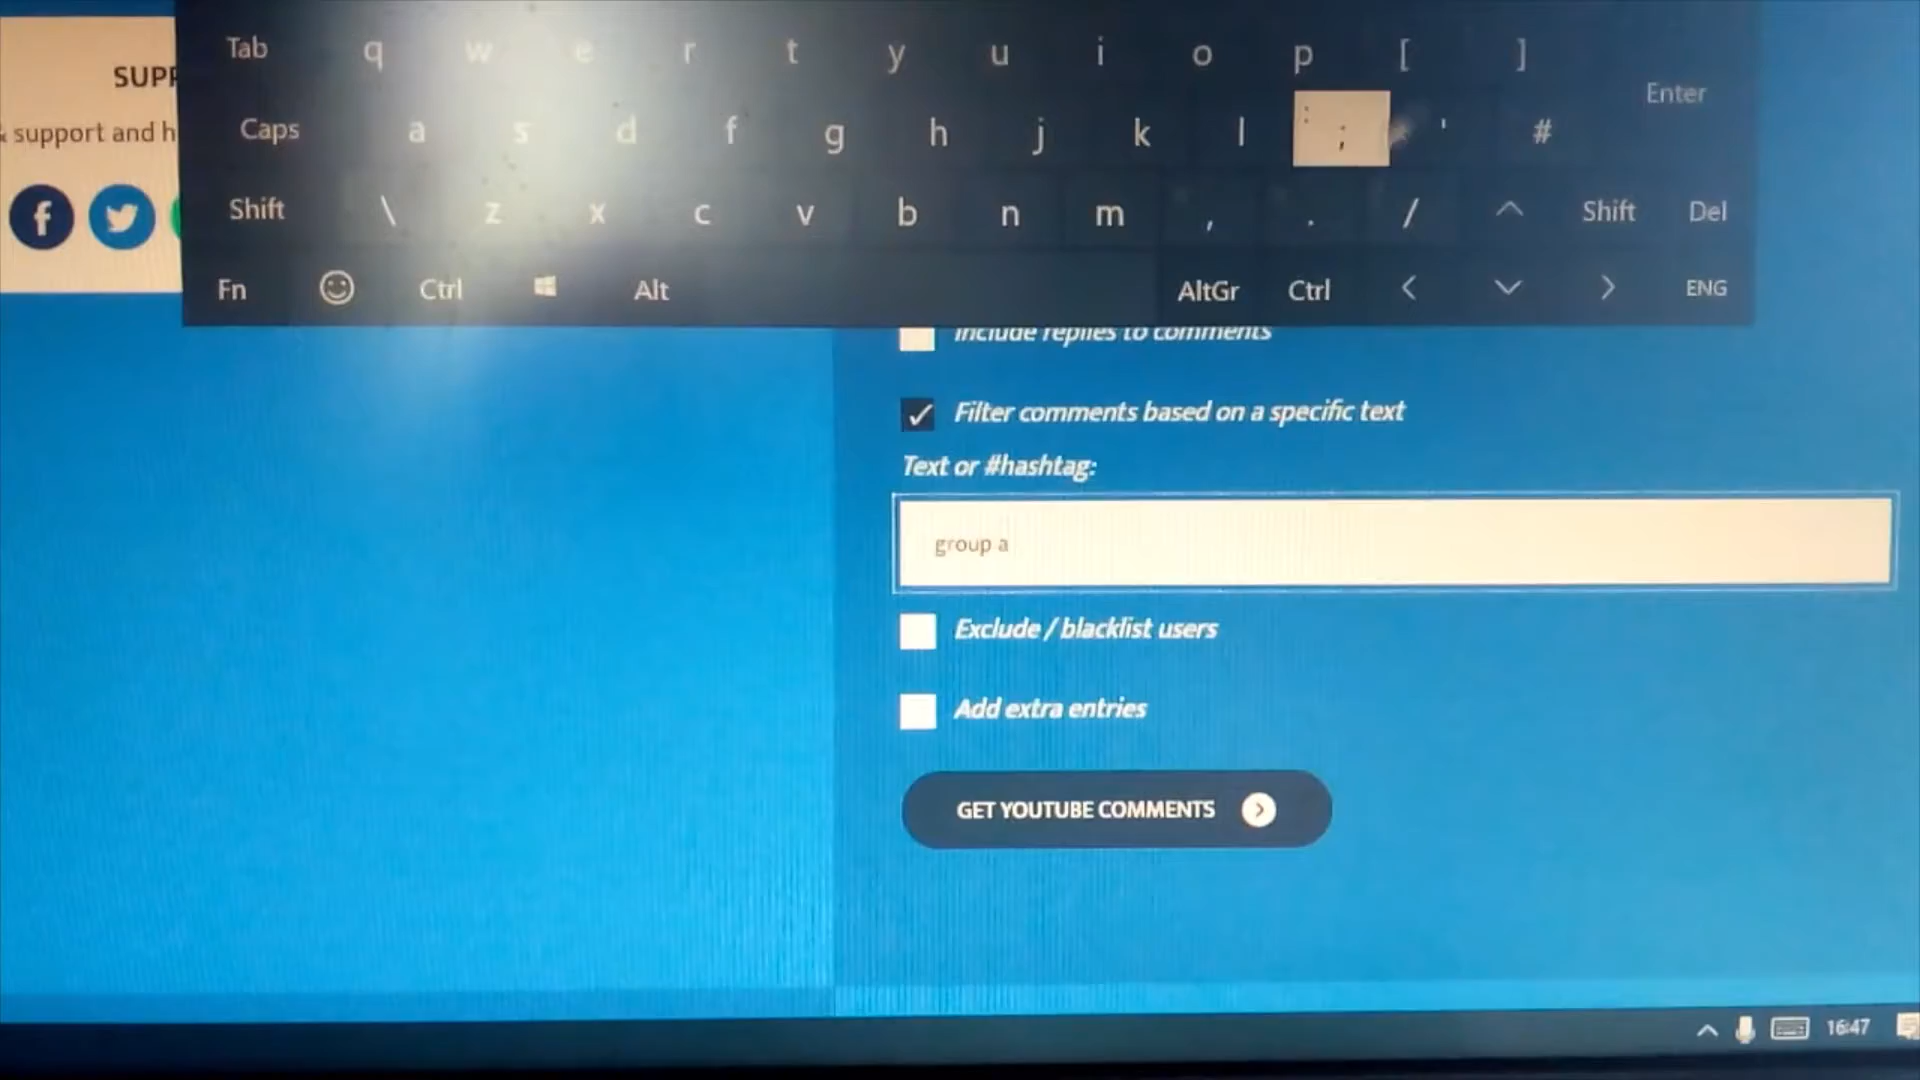 Tab q w e r t y u i o p [ ]
Enter
SUPP
Caps a s d f g h j k l : ; ' #
& support and h
Shift \ z x c v b n m , . / Shift Del
Fn Ctrl Alt AltGr Ctrl ENG
Include replies to comments
Filter comments based on a specific text
Text or #hashtag:
group a
Exclude / blacklist users
Add extra entries
GET YOUTUBE COMMENTS
16:47